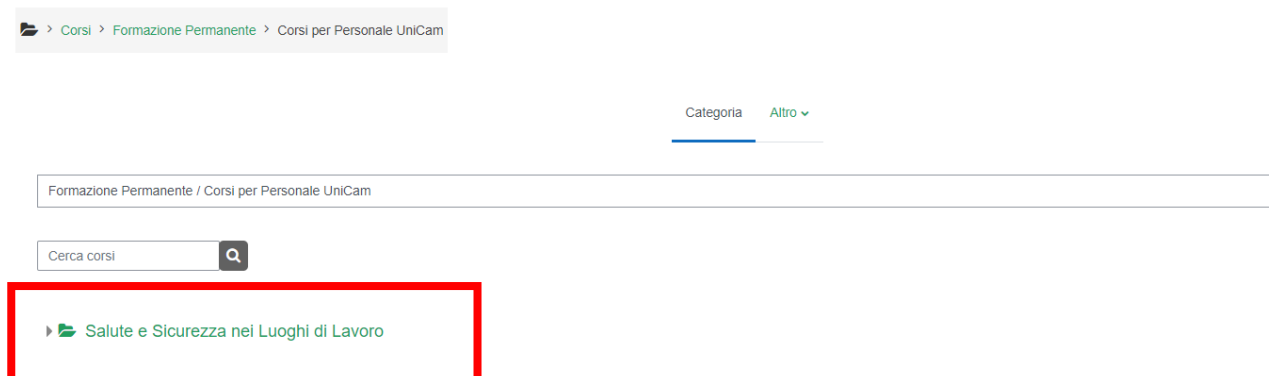 > Corsi > Formazione Permanente > Corsi per Personale UniCam
Categoria Altro
Formazione Permanente / Corsi per Personale UniCam
Cerca corsi
Salute e Sicurezza nei Luoghi di Lavoro